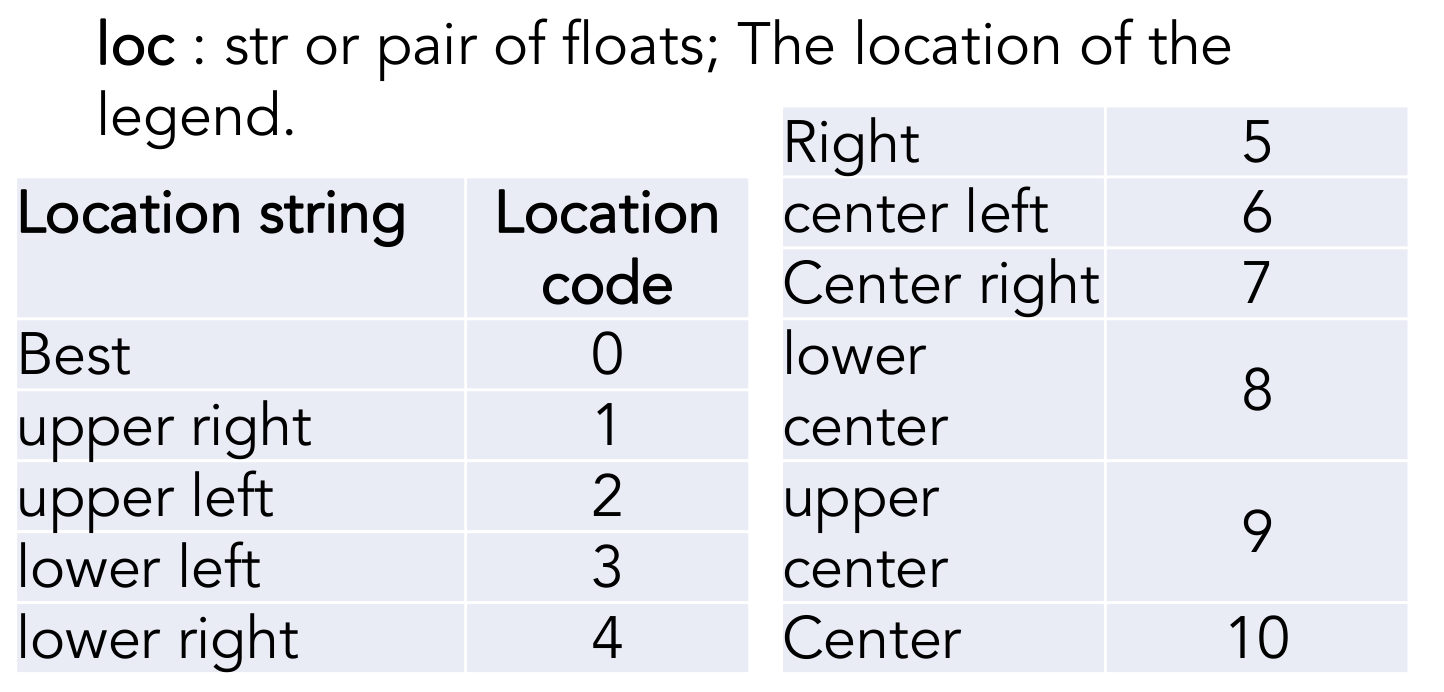 loc : str or pair of floats; The location of the
legend.
Location string Location
code
Best 0
upper right 1
upper left 2
lower left 3
lower right 4
Right 5
center left 6
Center right 7
lower
center 8
upper
center 9
Center 10